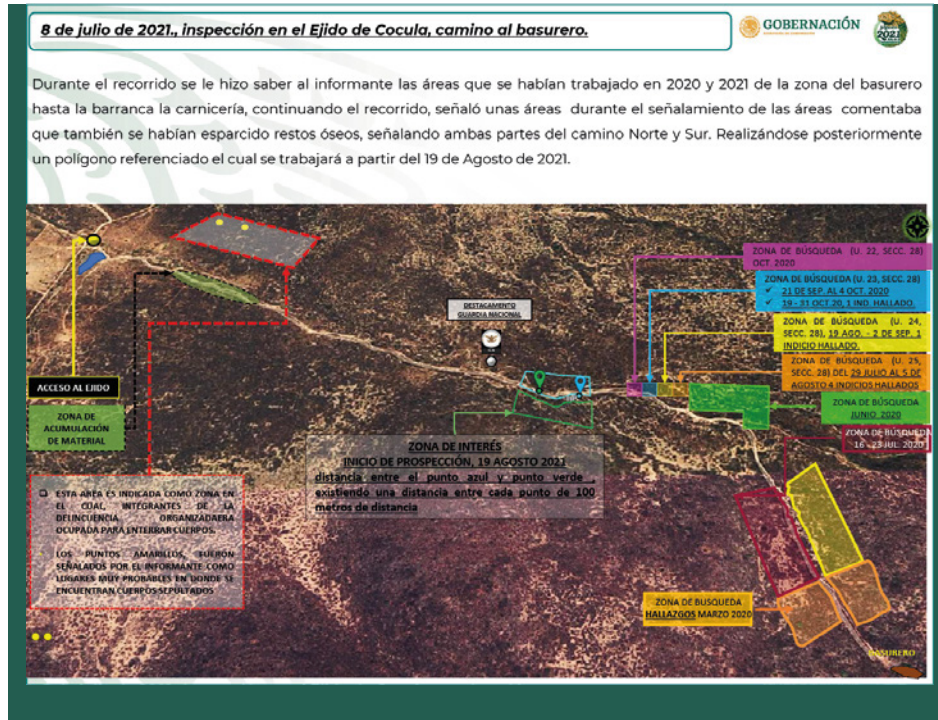 8 de julio de 2021., inspección en el Ejido de Cocula, camino al basurero.
GOBERNACIÓN
2021
Durante el recorrido se le hizo saber al informante las áreas que se habían trabajado en 2020 y 2021 de la zona del basurero
hasta la barranca la carnicería, continuando el recorrido, señaló unas áreas durante el señalamiento de las áreas comentaba
que también se habían esparcido restos óseos, señalando ambas partes del camino Norte y Sur. Realizándose posteriormente
un polígono referenciado el cual se trabajará a partir del 19 de Agosto de 2021.
ZONA DE BÚSQUEDA (U. 22, SECC. 28)
OCT. 2020
ZONA DE BÚSQUEDA (U. 23, SECC. 28)
✓ 21 DE SEP. AL 4 OCT. 2020
✓ 19 - 31 OCT.20, 1 IND. HALLADO.
DESTACAMENTO
GUARDIA NACIONAL
ZONA DE BÚSQUEDA (U. 24,
SECC. 28), 19 AGO. - 2 DE SEP. 1
INDICIO HALLADO.
ZONA DE BÚSQUEDA (U. 25,
SECC. 28) DEL 29 JULIO AL 5 DE
AGOSTO 4 INDICIOS HALLADOS
ACCESO AL EJIDO
ZONA DE
ACUMULACIÓN
DE MATERIAL
ZONA DE BÚSQUEDA
JUNIO 2020
ZONA DE BÚSQUEDA
16 - 23 JUL. 2020
ZONA DE INTERÉS
INICIO DE PROSPECCIÓN, 19 AGOSTO 2021
distancia entre el punto azul y punto verde ,
existiendo una distancia entre cada punto de 100
metros de distancia
❑ ESTA AREA ES INDICADA COMO ZONA EN
EL CUAL, INTEGRANTES DE LA
DELINCUENCIA ORGANIZADAERA
OCUPADA PARA ENTERRAR CUERPOS.
LOS PUNTOS AMARILLOS, FUERON
SEÑALADOS POR EL INFORMANTE COMO
LUGARES MUY PROBABLES EN DONDE SE
ENCUENTRAN CUERPOS SEPULTADOS
ZONA DE BUSQUEDA
HALLAZGOS MARZO 2020
BASURERO